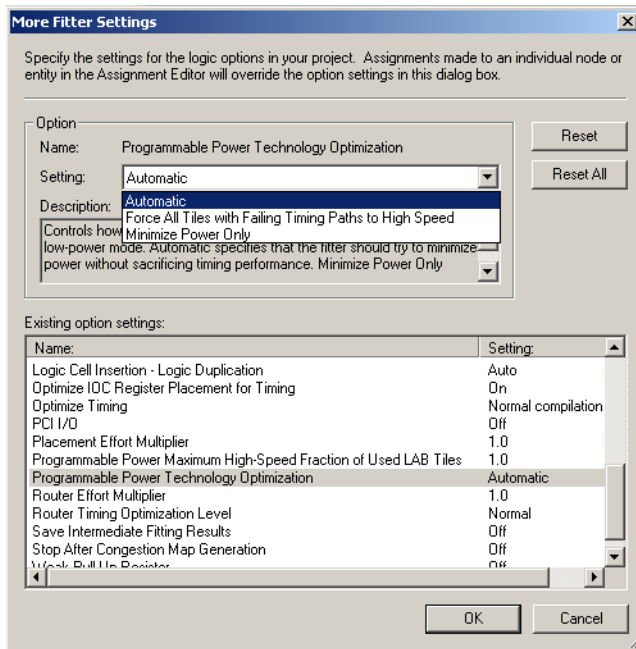 More Fitter Settings
Specify the settings for the logic options in your project. Assignments made to an individual node or
entity in the Assignment Editor will override the option settings in this dialog box.
Option
Name: Programmable Power Technology Optimization
Reset
Setting: Automatic
Reset All
Description:
Automatic
Force All Tiles with Failing Timing Paths to High Speed
Minimize Power Only
Controls how
low-power mode. Automatic specifies that the fitter should try to minimize
power without sacrificing timing performance. Minimize Power Only
Existing option settings:
Name: Setting:
Logic Cell Insertion - Logic Duplication Auto
Optimize IOC Register Placement for Timing On
Optimize Timing Normal compilation
PCI I/O Off
Placement Effort Multiplier 1.0
Programmable Power Maximum High-Speed Fraction of Used LAB Tiles 1.0
Programmable Power Technology Optimization Automatic
Router Effort Multiplier 1.0
Router Timing Optimization Level Normal
Save Intermediate Fitting Results Off
Stop After Congestion Map Generation Off
Weak Pull-Up Resistor Off
OK Cancel